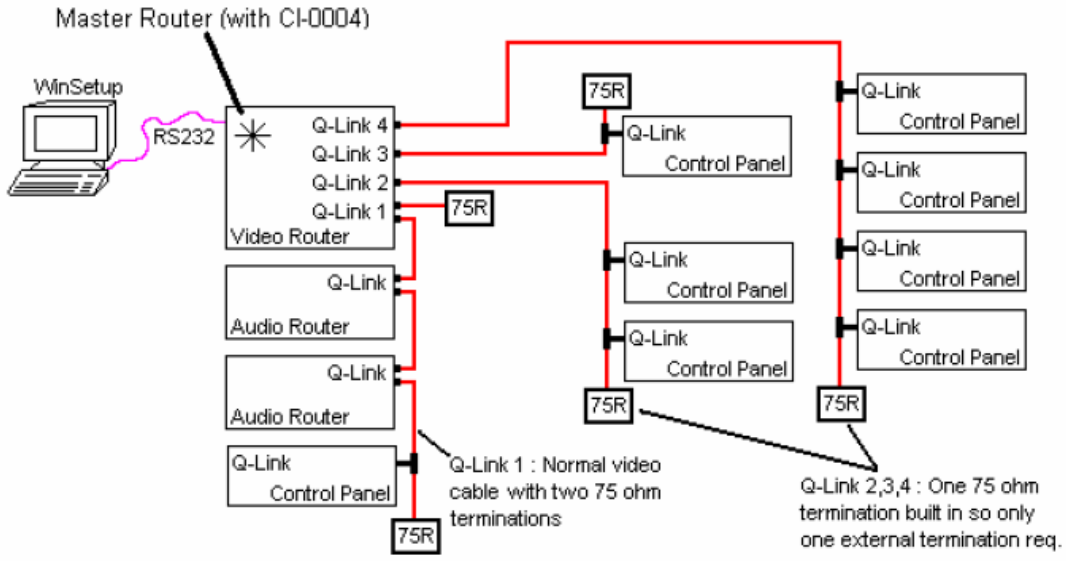 Master Router (with CI-0004)
WinSetup
RS232
Q-Link 4
Q-Link 3
Q-Link 2
Q-Link 1
Video Router
75R
Q-Link
Audio Router
Q-Link
Audio Router
Q-Link
Control Panel
75R
Q-Link 1 : Normal video
cable with two 75 ohm
terminations
75R
Q-Link
Control Panel
Q-Link
Control Panel
Q-Link
Control Panel
75R
Q-Link
Control Panel
Q-Link
Control Panel
Q-Link
Control Panel
Q-Link
Control Panel
75R
Q-Link 2,3,4 : One 75 ohm
termination built in so only
one external termination req.